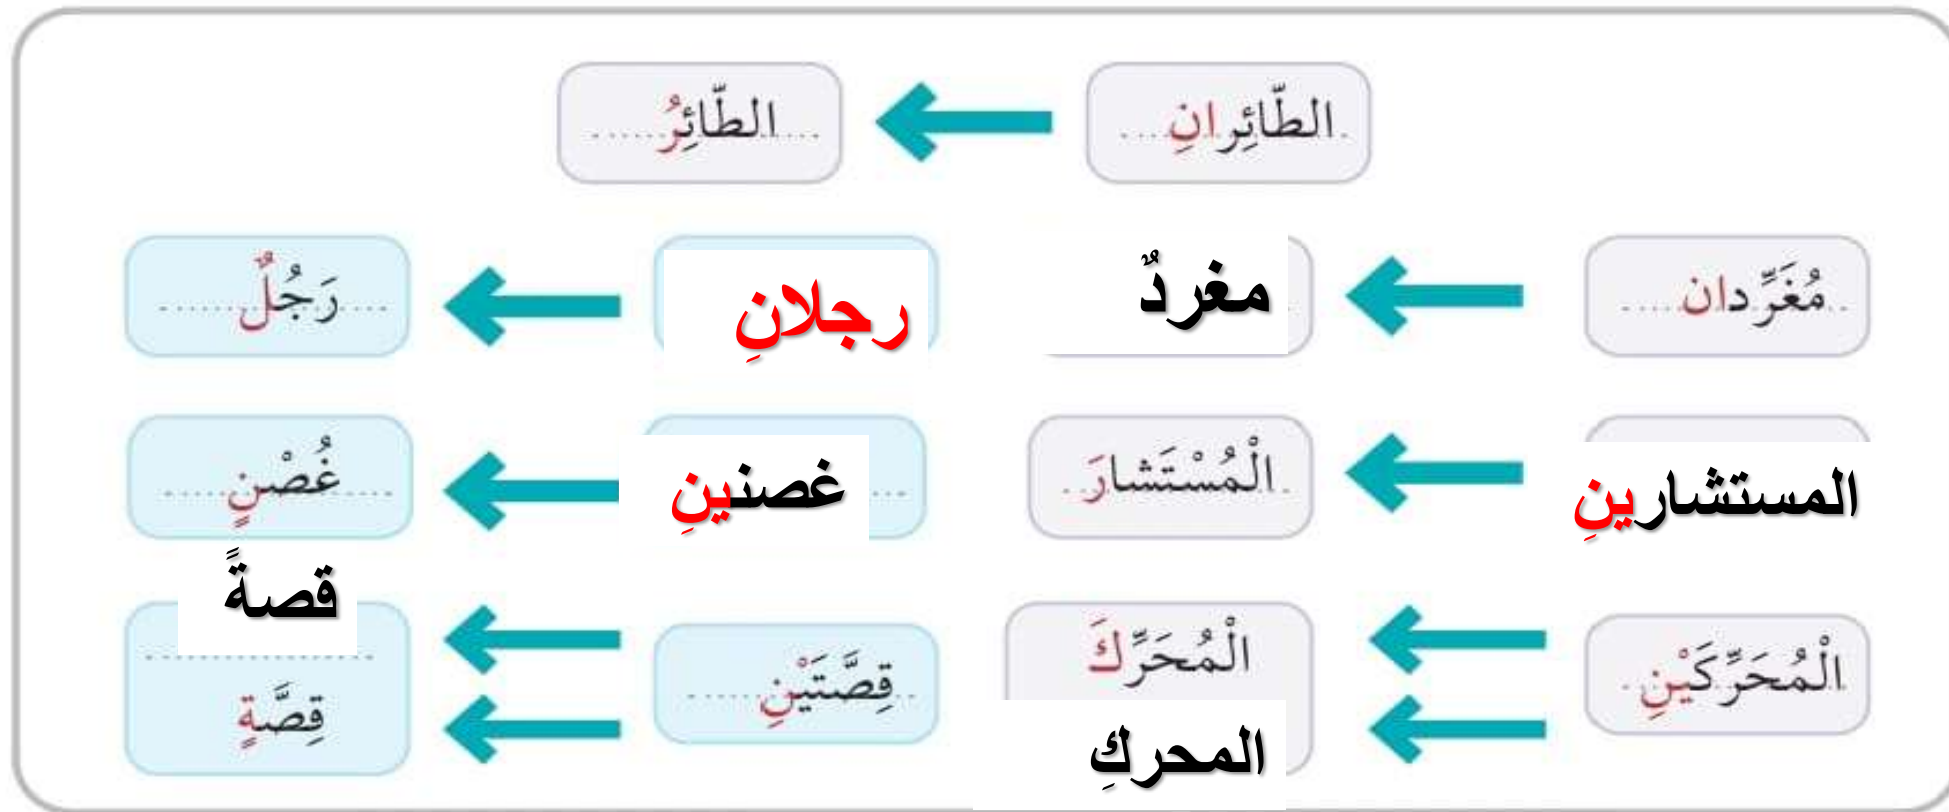 الطّائِرانِ
الطّائِرُ
مُغَرِّدان
مغردٌ
رجلانِ
رَجُلٌ
المستشارينِ
الْمُسْتَشارَ
غصنينِ
غُصْنٍ
الْمُحَرِّكَيْنِ
الْمُحَرِّكَ
المحركِ
قِصَّتَيْنِ
قصةً
قِصَّةٍ